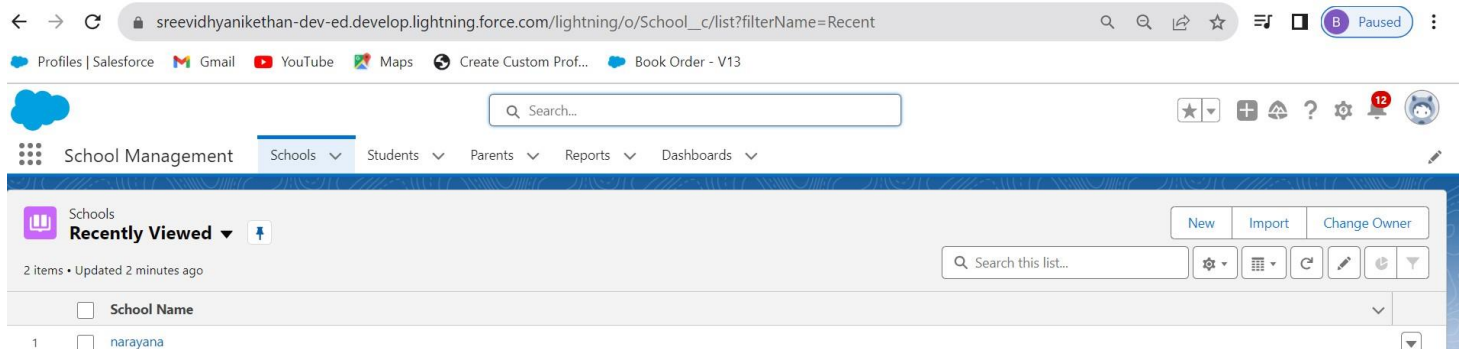 sreevidhyanikethan-dev-ed.develop.lightning.force.com/lightning/o/School__c/list?filterName=Recent B Paused
Profiles | Salesforce Gmail YouTube Maps Create Custom Prof... Book Order - V13
Search... 12
School Management Schools Students Parents Reports Dashboards
Schools
Recently Viewed
New Import Change Owner
2 items • Updated 2 minutes ago
Search this list...
School Name
1 narayana